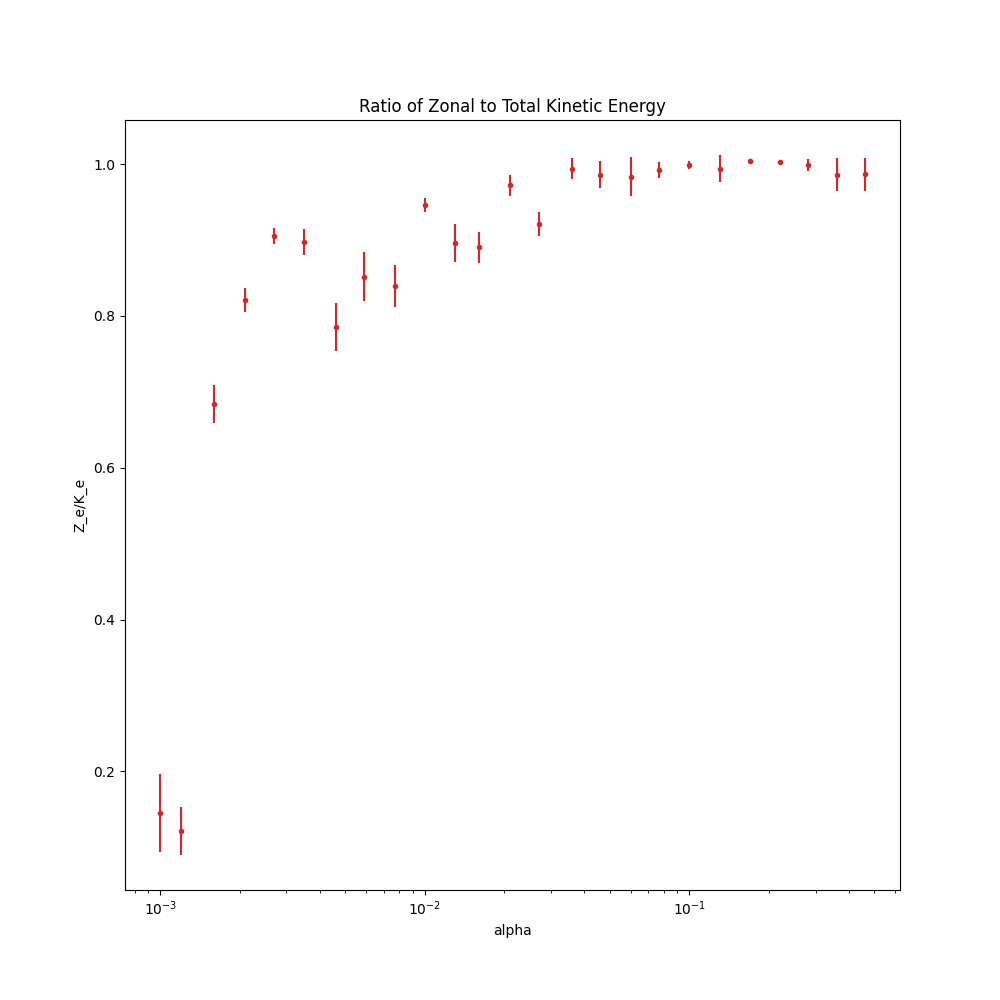 Ratio of Zonal to Total Kinetic Energy
1.0
0.8
0.6
0.4
0.2
Z_e/K_e
10⁻³ 10⁻² 10⁻¹
alpha